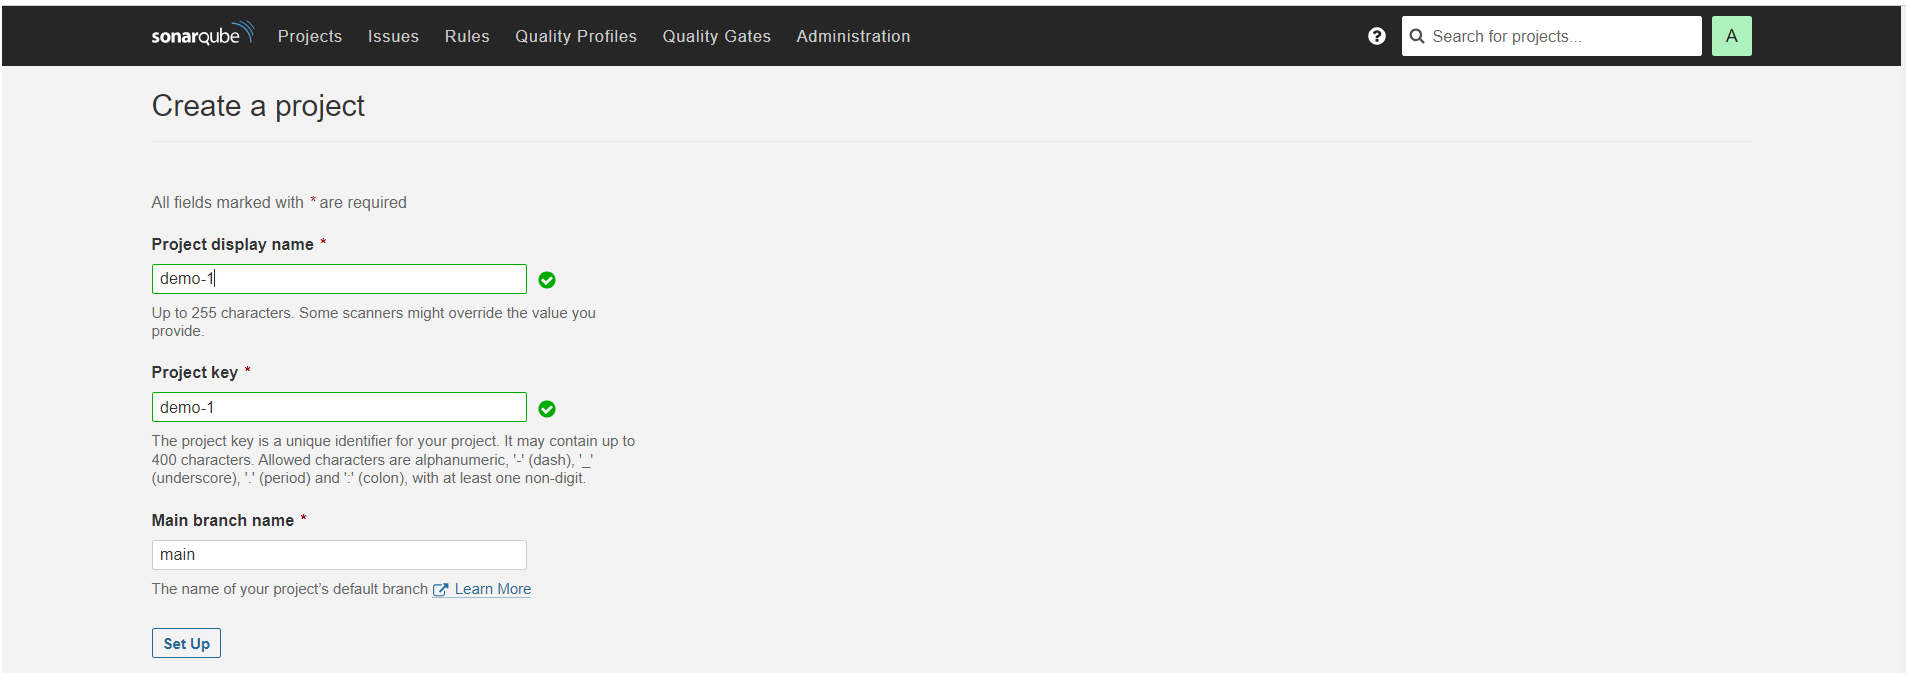 sonarqube Projects Issues Rules Quality Profiles Quality Gates Administration ? Search for projects... A
Create a project
All fields marked with * are required
Project display name *
demo-1
Up to 255 characters. Some scanners might override the value you
provide.
Project key *
demo-1
The project key is a unique identifier for your project. It may contain up to
400 characters. Allowed characters are alphanumeric, '-' (dash), '_'
(underscore), '.' (period) and ':' (colon), with at least one non-digit.
Main branch name *
main
The name of your project's default branch Learn More
Set Up